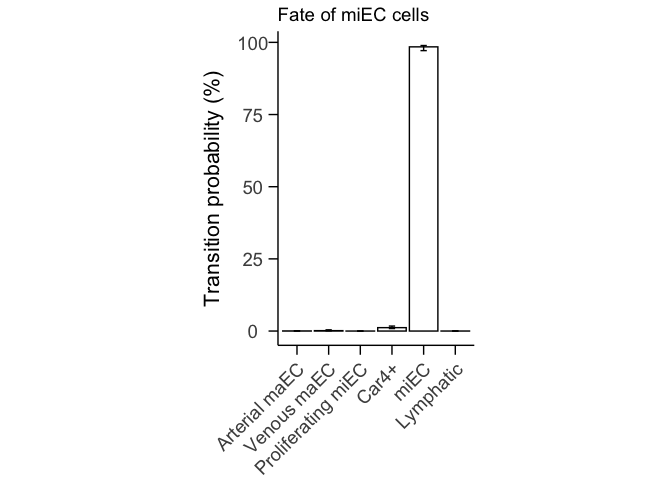 Fate of miEC cells
Transition probability (%)
100
75
50
25
0
Arterial maEC
Venous maEC
Proliferating miEC
Car4+
miEC
Lymphatic